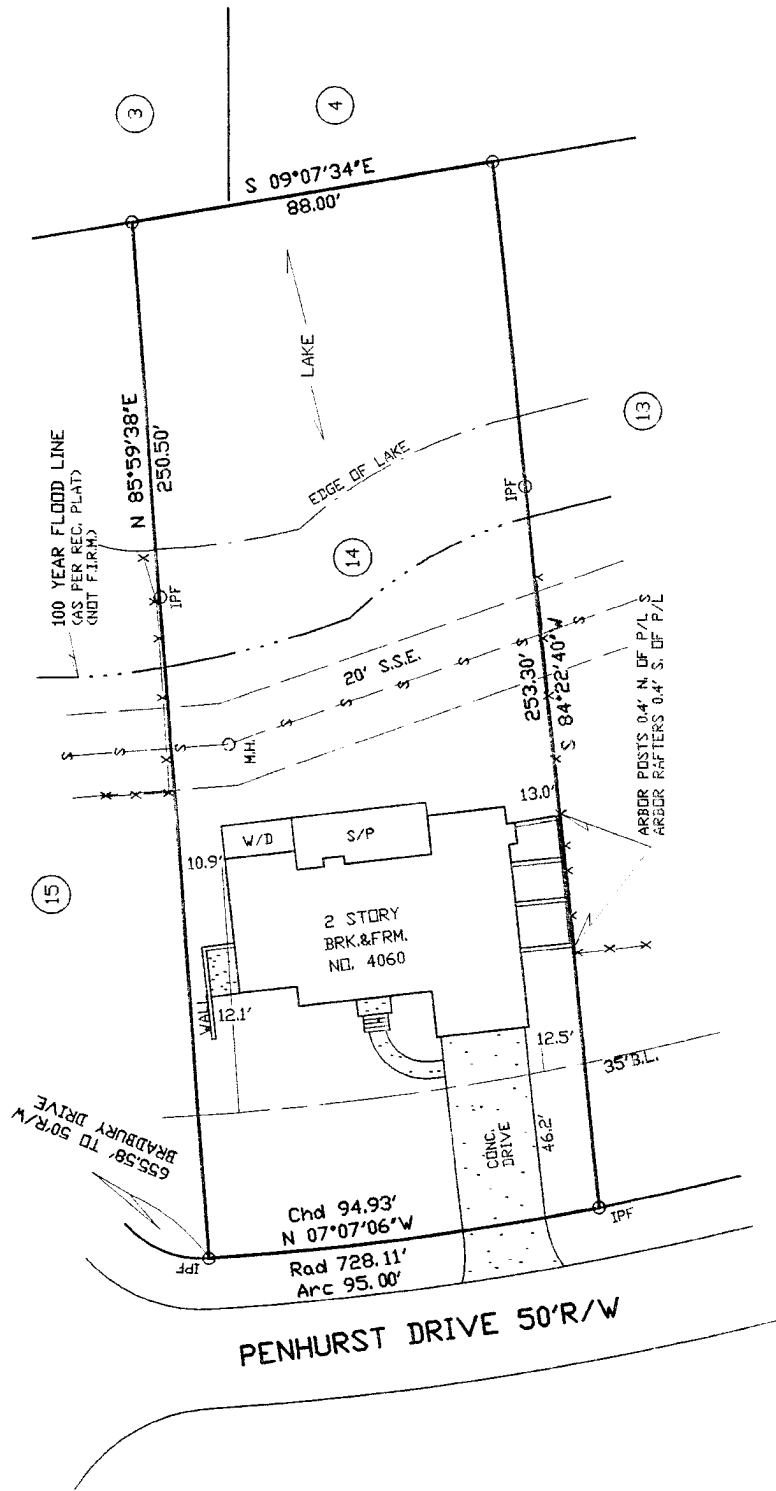 3
4
S 09°07'34"E
88.00'
LAKE
N 85°59'38"E
250.50'
100 YEAR FLOOD LINE
(AS PER REC. PLAT)
(NOT F.I.R.M.)
EDGE OF LAKE
13
IPF
14
IPF
20' S.S.E.
S
S
S
S
S
S
S
S
S
S
M.H.
253.30'
S 84°22'40"W
ARBOR POSTS 0.4' N. OF P/L
ARBOR RAFTERS 0.4' S. OF P/L
13.0'
15
10.9'
W/D
S/P
2 STORY
BRK.&FRM.
NO. 4060
WALL
12.1'
12.5'
35'B.L.
655.58' TO 50'R/W
BRADBURY DRIVE
CONC.
DRIVE
46.2'
Chd 94.93'
N 07°07'06"W
Rad 728.11'
Arc 95.00'
IPF
IPF
PENHURST DRIVE 50'R/W